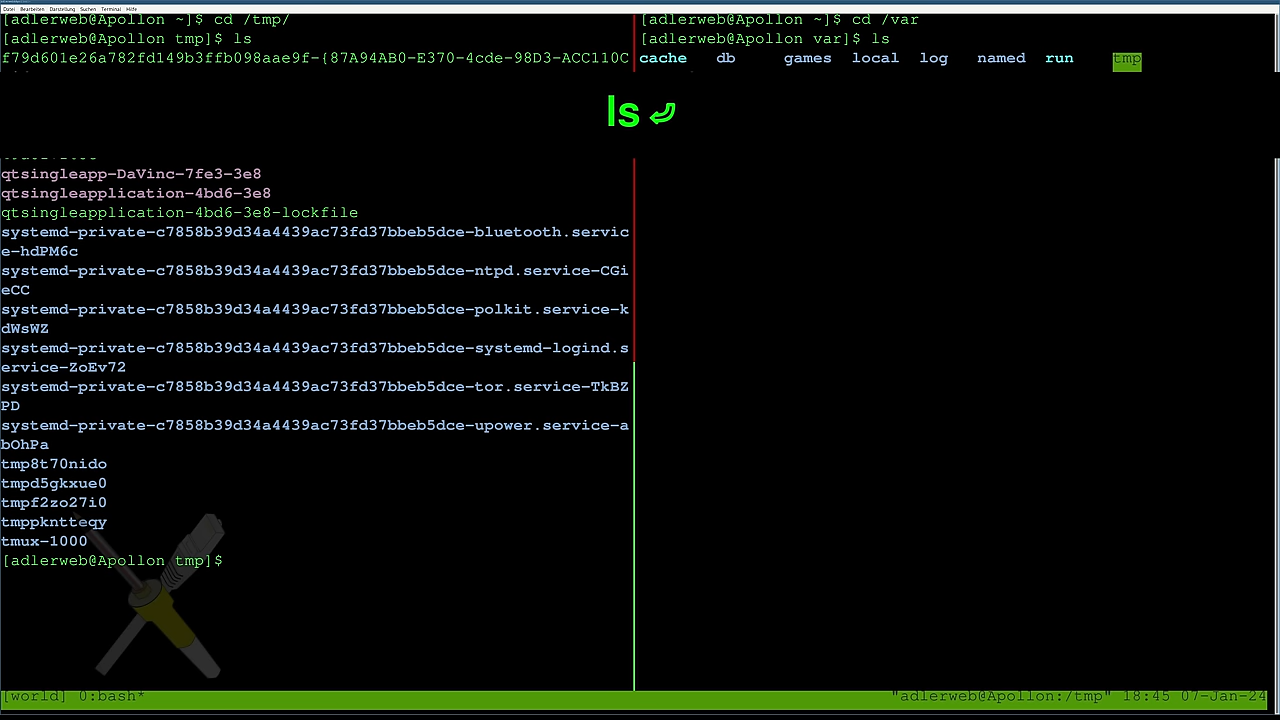 Datei Bearbeiten Darstellung Suchen Terminal Hilfe
[adlerweb@Apollon ~]$ cd /tmp/
[adlerweb@Apollon tmp]$ ls
f79d601e26a782fd149b3ffb098aae9f-{87A94AB0-E370-4cde-98D3-ACC110C
[adlerweb@Apollon ~]$ cd /var
[adlerweb@Apollon var]$ ls
cache db games local log named run tmp
ls
qtsingleapp-DaVinc-7fe3-3e8
qtsingleapplication-4bd6-3e8
qtsingleapplication-4bd6-3e8-lockfile
systemd-private-c7858b39d34a4439ac73fd37bbeb5dce-bluetooth.servic
e-hdPM6c
systemd-private-c7858b39d34a4439ac73fd37bbeb5dce-ntpd.service-CGi
eCC
systemd-private-c7858b39d34a4439ac73fd37bbeb5dce-polkit.service-k
dWsWZ
systemd-private-c7858b39d34a4439ac73fd37bbeb5dce-systemd-logind.s
ervice-ZoEv72
systemd-private-c7858b39d34a4439ac73fd37bbeb5dce-tor.service-TkBZ
PD
systemd-private-c7858b39d34a4439ac73fd37bbeb5dce-upower.service-a
bOhPa
tmp8t70nido
tmpd5gkxue0
tmpf2zo27i0
tmppkntteqy
tmux-1000
[adlerweb@Apollon tmp]$
[world] 0:bash* "adlerweb@Apollon:/tmp" 18:45 07-Jan-24